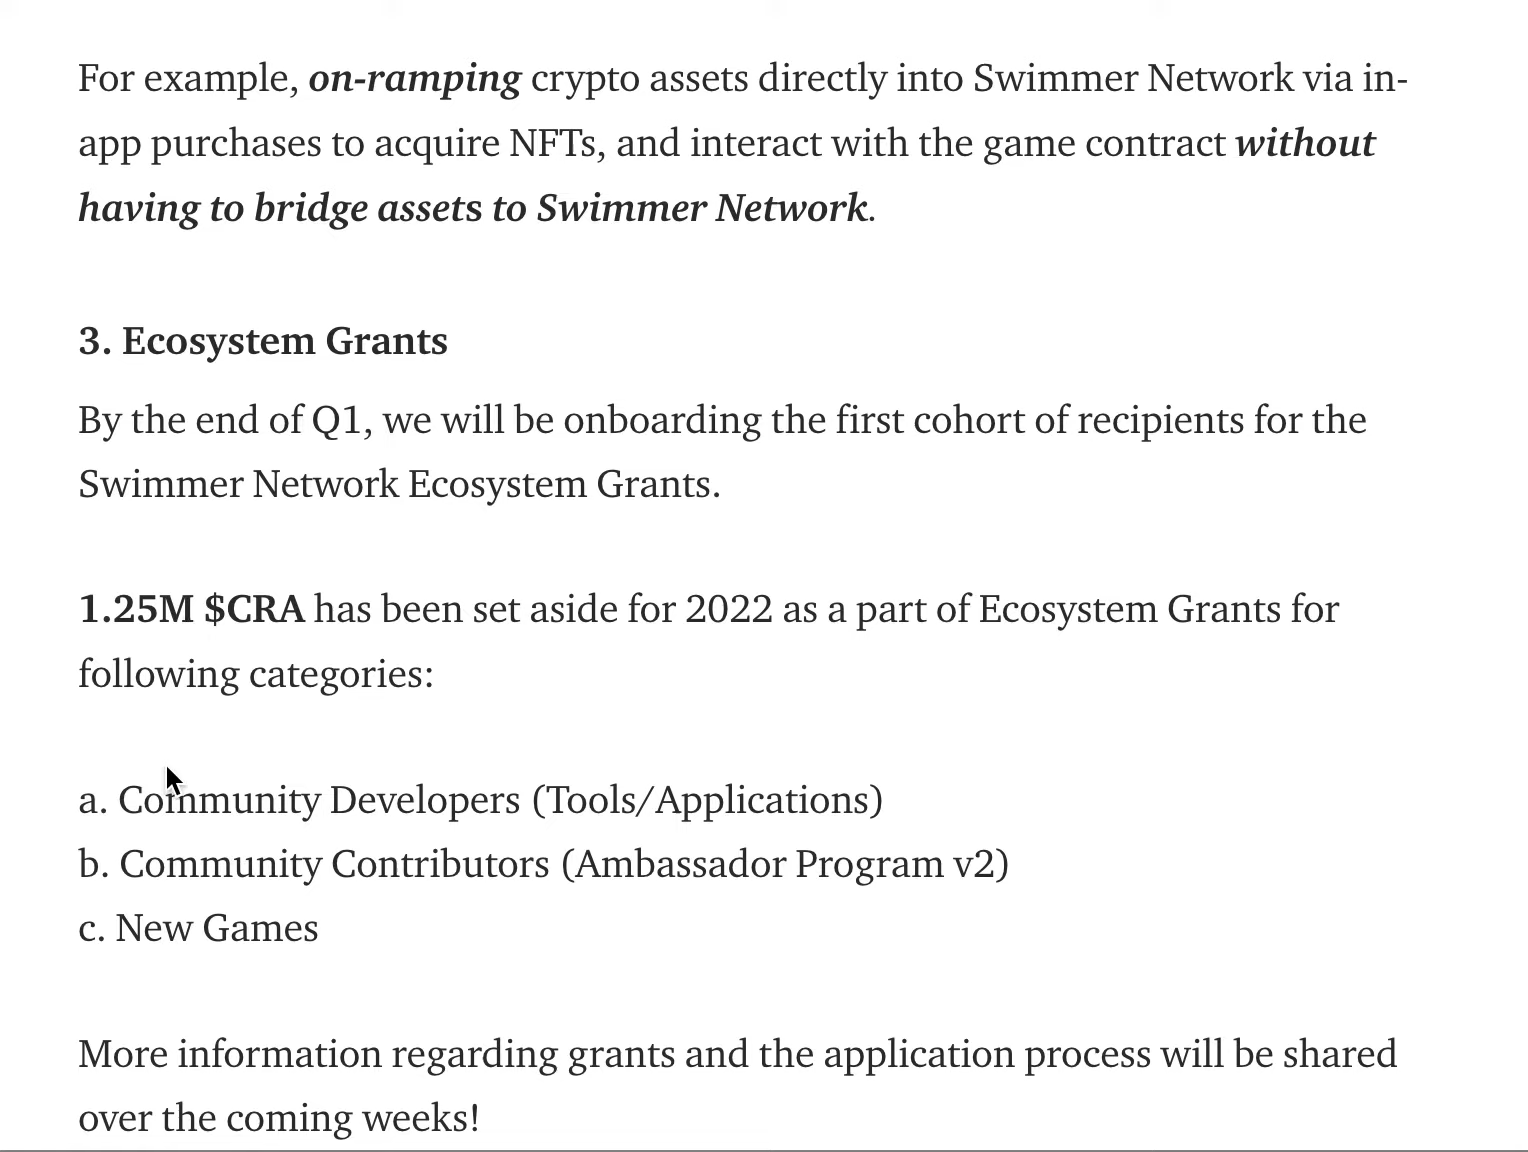 For example, on-ramping crypto assets directly into Swimmer Network via in-
app purchases to acquire NFTs, and interact with the game contract without
having to bridge assets to Swimmer Network.
3. Ecosystem Grants
By the end of Q1, we will be onboarding the first cohort of recipients for the
Swimmer Network Ecosystem Grants.
1.25M $CRA has been set aside for 2022 as a part of Ecosystem Grants for
following categories:
a. Community Developers (Tools/Applications)
b. Community Contributors (Ambassador Program v2)
c. New Games
More information regarding grants and the application process will be shared
over the coming weeks!